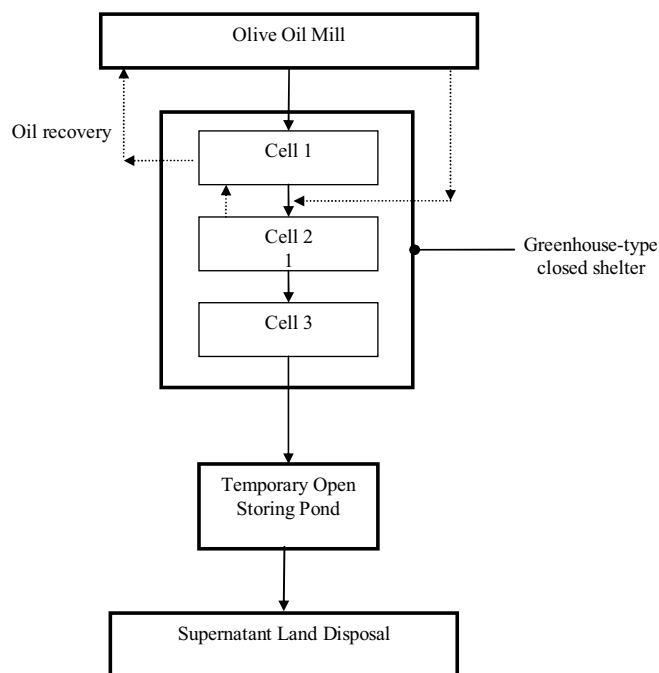 Olive Oil Mill
Oil recovery
Cell 1
Cell 2
1
Cell 3
Greenhouse-type
closed shelter
Temporary Open
Storing Pond
Supernatant Land Disposal